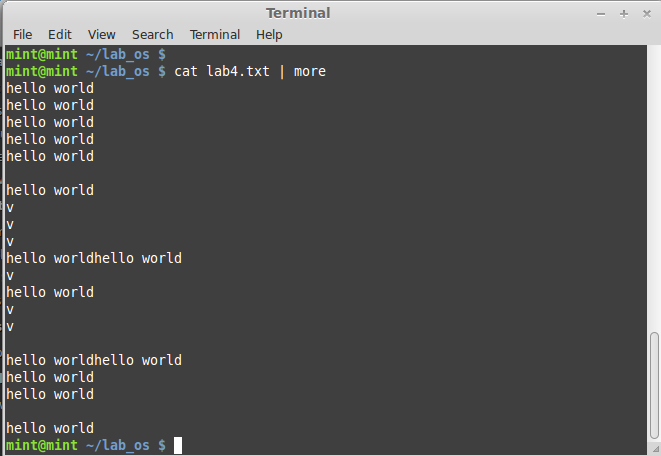 Terminal
File Edit View Search Terminal Help
mint@mint ~/lab_os $
mint@mint ~/lab_os $ cat lab4.txt | more
hello world
hello world
hello world
hello world
hello world
hello world
v
v
v
hello worldhello world
v
hello world
v
v
hello worldhello world
hello world
hello world
hello world
mint@mint ~/lab_os $